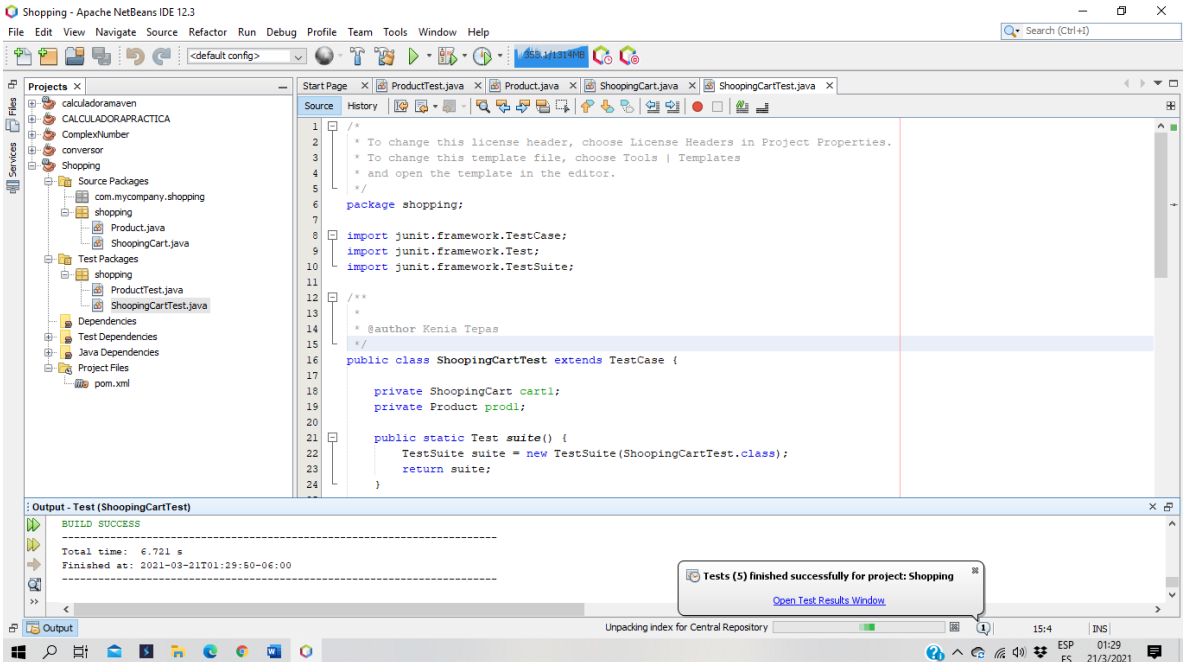 Shopping - Apache NetBeans IDE 12.3
File Edit View Navigate Source Refactor Run Debug Profile Team Tools Window Help
Search (Ctrl+I)
<default config>
359.1/1314MB
Files
Services
Projects
calculadoramaven
CALCULADORAPRACTICA
ComplexNumber
conversor
Shopping
Source Packages
com.mycompany.shopping
shopping
Product.java
ShoopingCart.java
Test Packages
shopping
ProductTest.java
ShoopingCartTest.java
Dependencies
Test Dependencies
Java Dependencies
Project Files
pom.xml
Start Page ProductTest.java Product.java ShoopingCart.java ShoopingCartTest.java
Source History
1 /*
2 * To change this license header, choose License Headers in Project Properties.
3 * To change this template file, choose Tools | Templates
4 * and open the template in the editor.
5 */
6 package shopping;
7
8 import junit.framework.TestCase;
9 import junit.framework.Test;
10 import junit.framework.TestSuite;
11
12 /**
13 *
14 * @author Kenia Tepas
15 */
16 public class ShoopingCartTest extends TestCase {
17
18 private ShoopingCart cart1;
19 private Product prod1;
20
21 public static Test suite() {
22 TestSuite suite = new TestSuite(ShoopingCartTest.class);
23 return suite;
24 }
Output - Test (ShoopingCartTest)
BUILD SUCCESS
------------------------------------------------------------------------
Total time: 6.721 s
Finished at: 2021-03-21T01:29:50-06:00
------------------------------------------------------------------------
Tests (5) finished successfully for project: Shopping
Open Test Results Window
Output
Unpacking index for Central Repository
1
15:4
INS
ESP
ES
01:29
21/3/2021